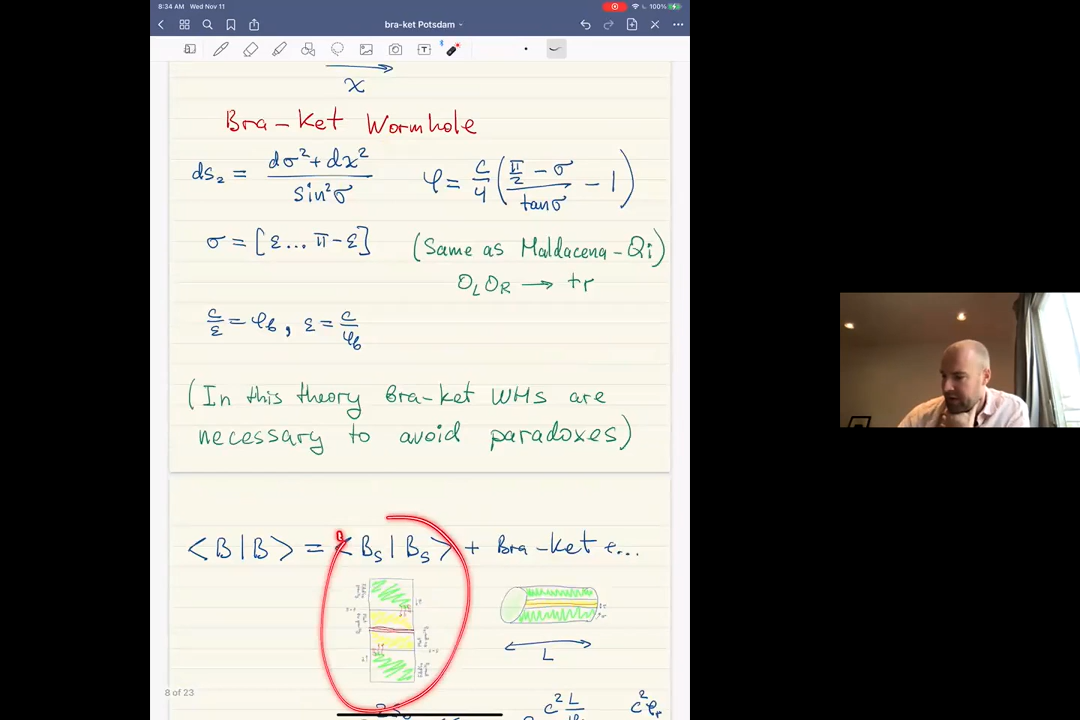 8:34 AM Wed Nov 11
100%
bra-ket Potsdam
x
Bra-ket Wormhole
ds₂ = (dσ² + dx²) / sin²σ
φ = c/4 ( (π/2 - σ) / tanσ - 1 )
σ = [ε... π-ε]
(Same as Maldacena-Qi)
O_L O_R → tr
c/ε = φ_b, ε = c/φ_b
(In this theory Bra-ket WHs are
necessary to avoid paradoxes)
<B|B> = <B_S|B_S> + Bra-ket e...
L
8 of 23